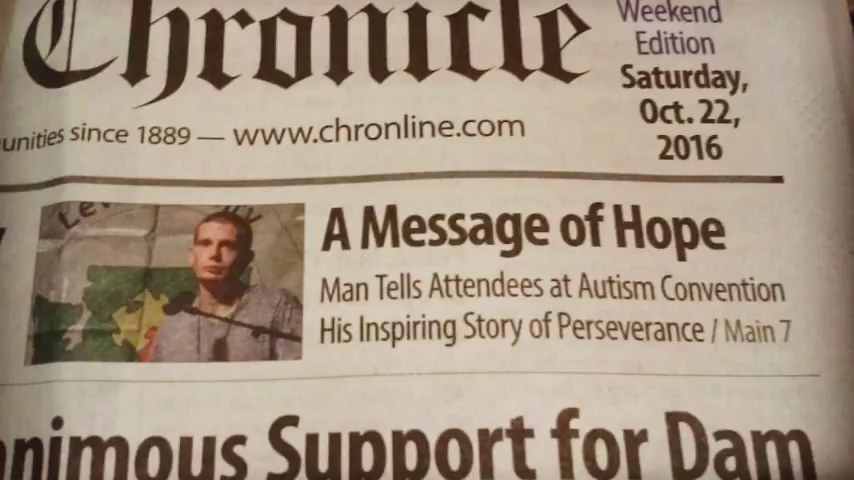 Chronicle
Weekend
Edition
Saturday,
Oct. 22,
2016
unities since 1889 — www.chronline.com
A Message of Hope
Man Tells Attendees at Autism Convention
His Inspiring Story of Perseverance / Main 7
animous Support for Dam